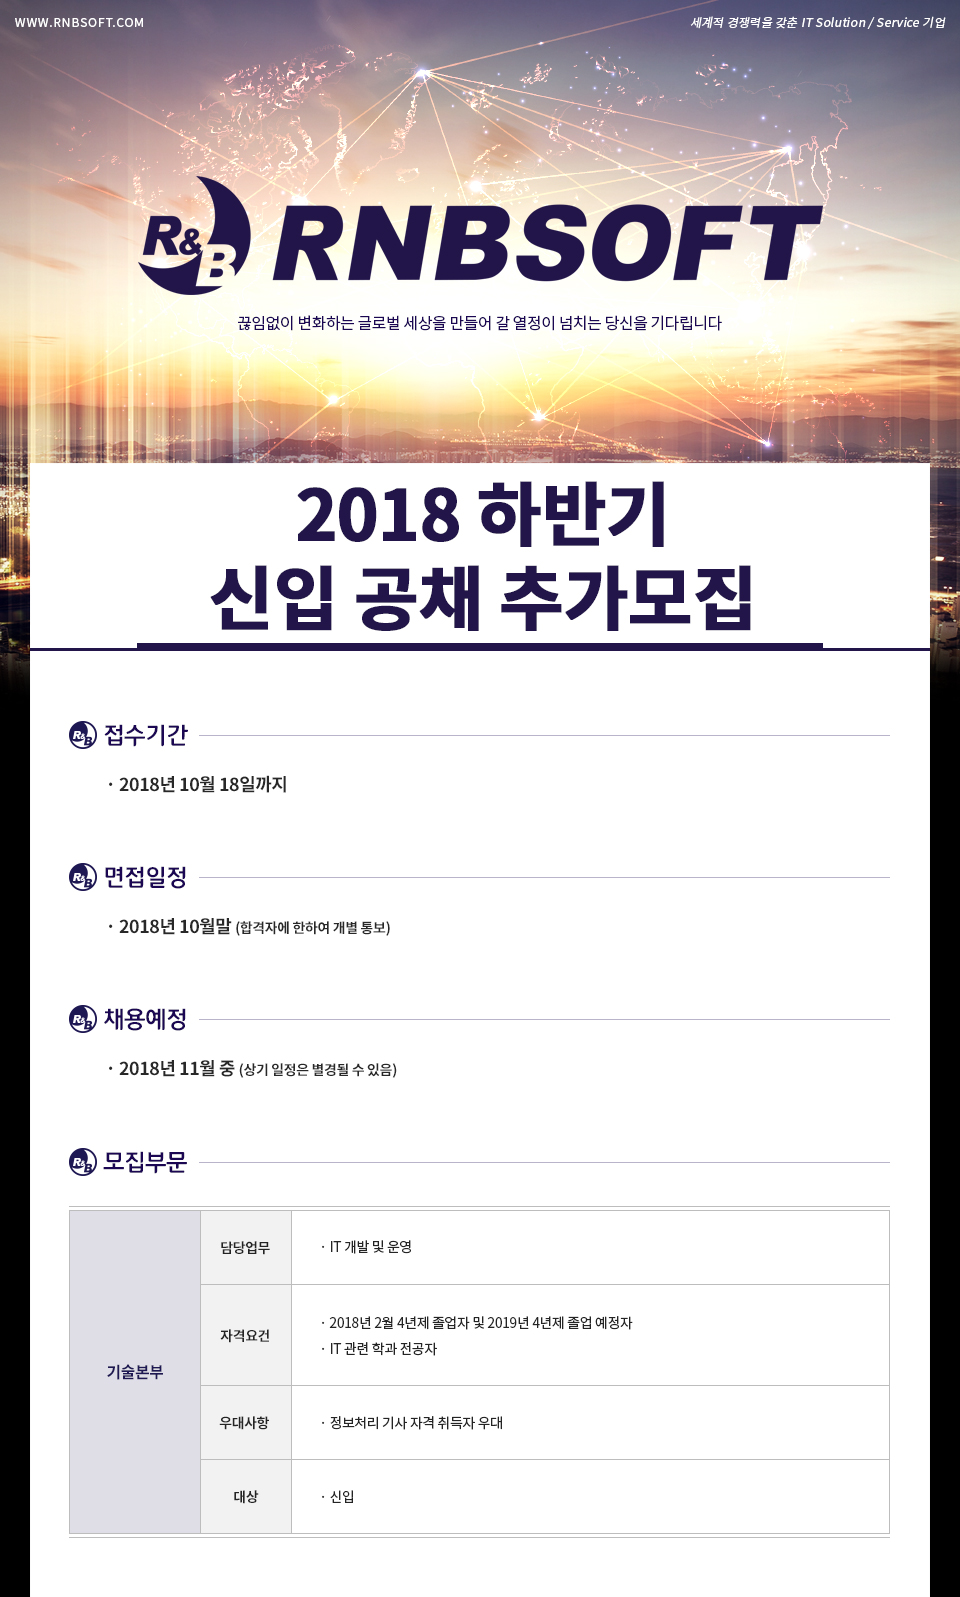 WWW.RNBSOFT.COM
세계적 경쟁력을 갖춘 IT Solution / Service 기업
R&B RNBSOFT
끊임없이 변화하는 글로벌 세상을 만들어 갈 열정이 넘치는 당신을 기다립니다
2018 하반기
신입 공채 추가모집
R&B 접수기간
· 2018년 10월 18일까지
R&B 면접일정
· 2018년 10월말 (합격자에 한하여 개별 통보)
R&B 채용예정
· 2018년 11월 중 (상기 일정은 별경될 수 있음)
R&B 모집부문
기술본부
담당업무
· IT 개발 및 운영
자격요건
· 2018년 2월 4년제 졸업자 및 2019년 4년제 졸업 예정자
· IT 관련 학과 전공자
우대사항
· 정보처리 기사 자격 취득자 우대
대상
· 신입